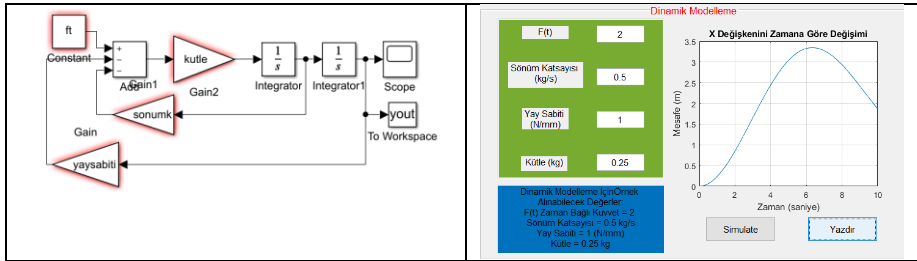 ft
Constant
+
−
−
Add
Gain1
kutle
Gain2
1
s
Integrator
1
s
Integrator1
Scope
yout
To Workspace
sonumk
Gain
yaysabiti
Dinamik Modelleme
F(t)
2
Sönüm Katsayısı
(kg/s)
0.5
Yay Sabiti
(N/mm)
1
Kütle (kg)
0.25
Dinamik Modelleme İçinÖrnek
Alınabilecek Değerler:
F(t) Zaman Bağlı Kuvvet = 2
Sönüm Katsayısı = 0.5 kg/s
Yay Sabiti = 1 (N/mm)
Kütle = 0.25 kg
X Değişkenini Zamana Göre Değişimi
Mesafe (m)
3.5
3
2.5
2
1.5
1
0.5
0
0 2 4 6 8 10
Zaman (saniye)
Simulate
Yazdır